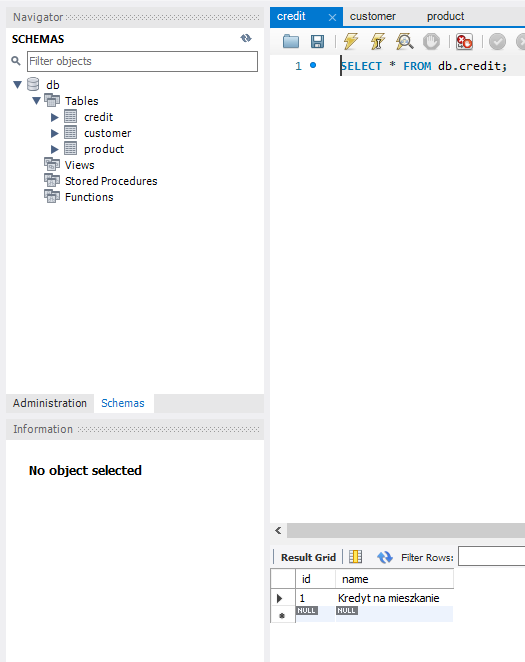 Navigator
SCHEMAS
Filter objects
db
Tables
credit
customer
product
Views
Stored Procedures
Functions
Administration Schemas
Information
No object selected
credit customer product
1 SELECT * FROM db.credit;
Result Grid Filter Rows:
id name
1 Kredyt na mieszkanie
NULL NULL